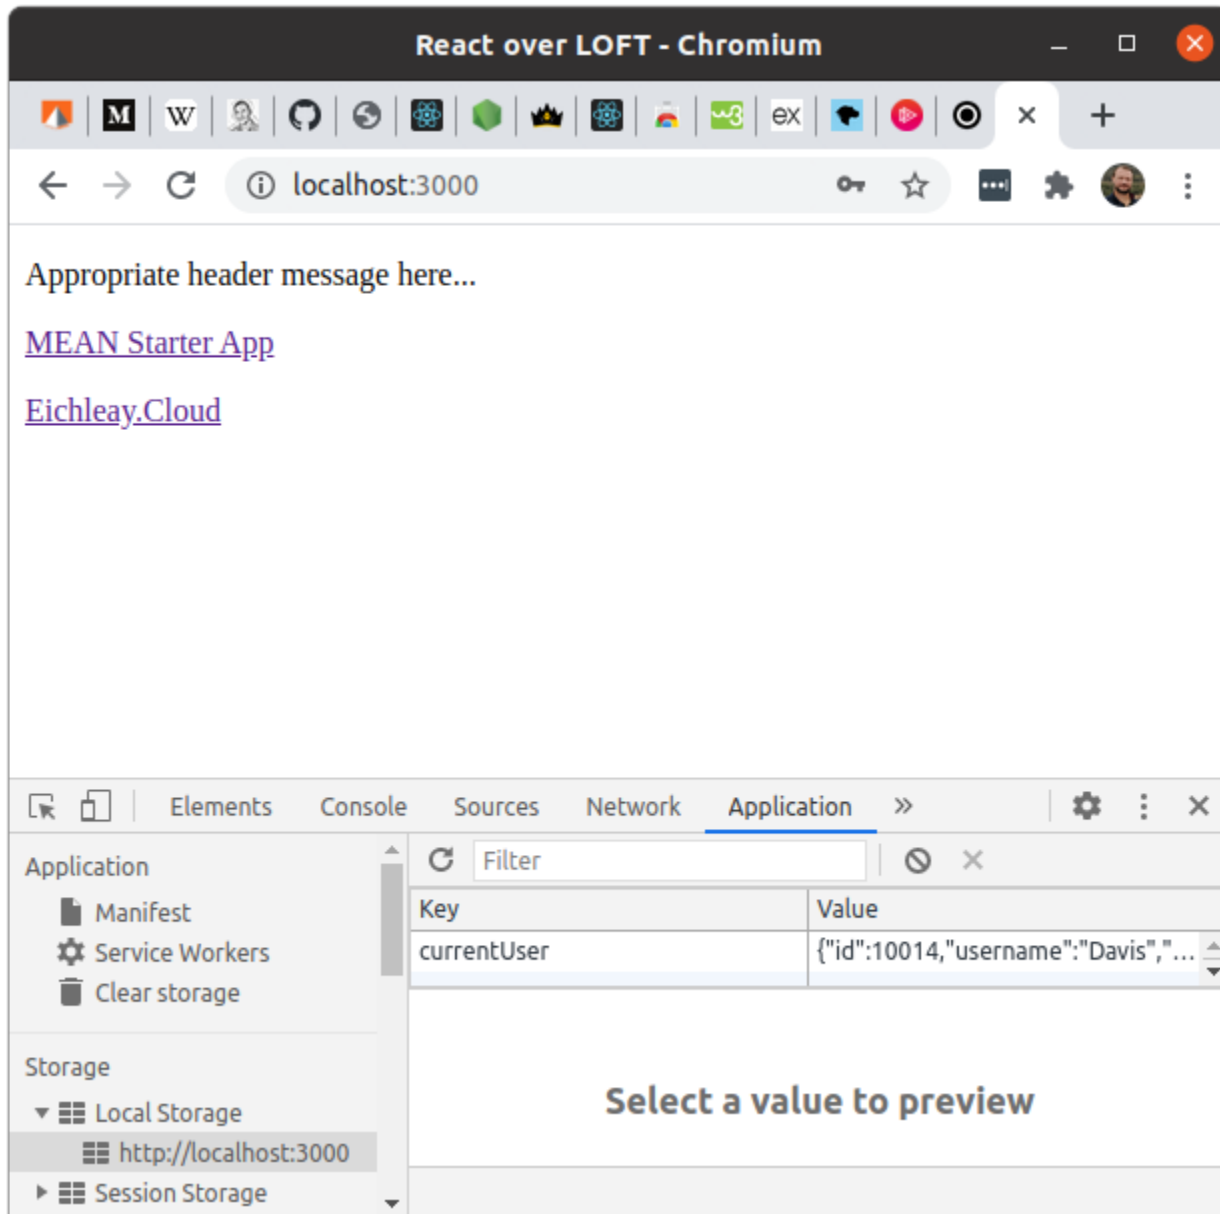 React over LOFT - Chromium
M W w3 ex
localhost:3000
Appropriate header message here...
MEAN Starter App
Eichleay.Cloud
Elements Console Sources Network Application »
Application
Filter
Manifest
Key Value
Service Workers
currentUser {"id":10014,"username":"Davis","...
Clear storage
Storage
Select a value to preview
Local Storage
http://localhost:3000
Session Storage